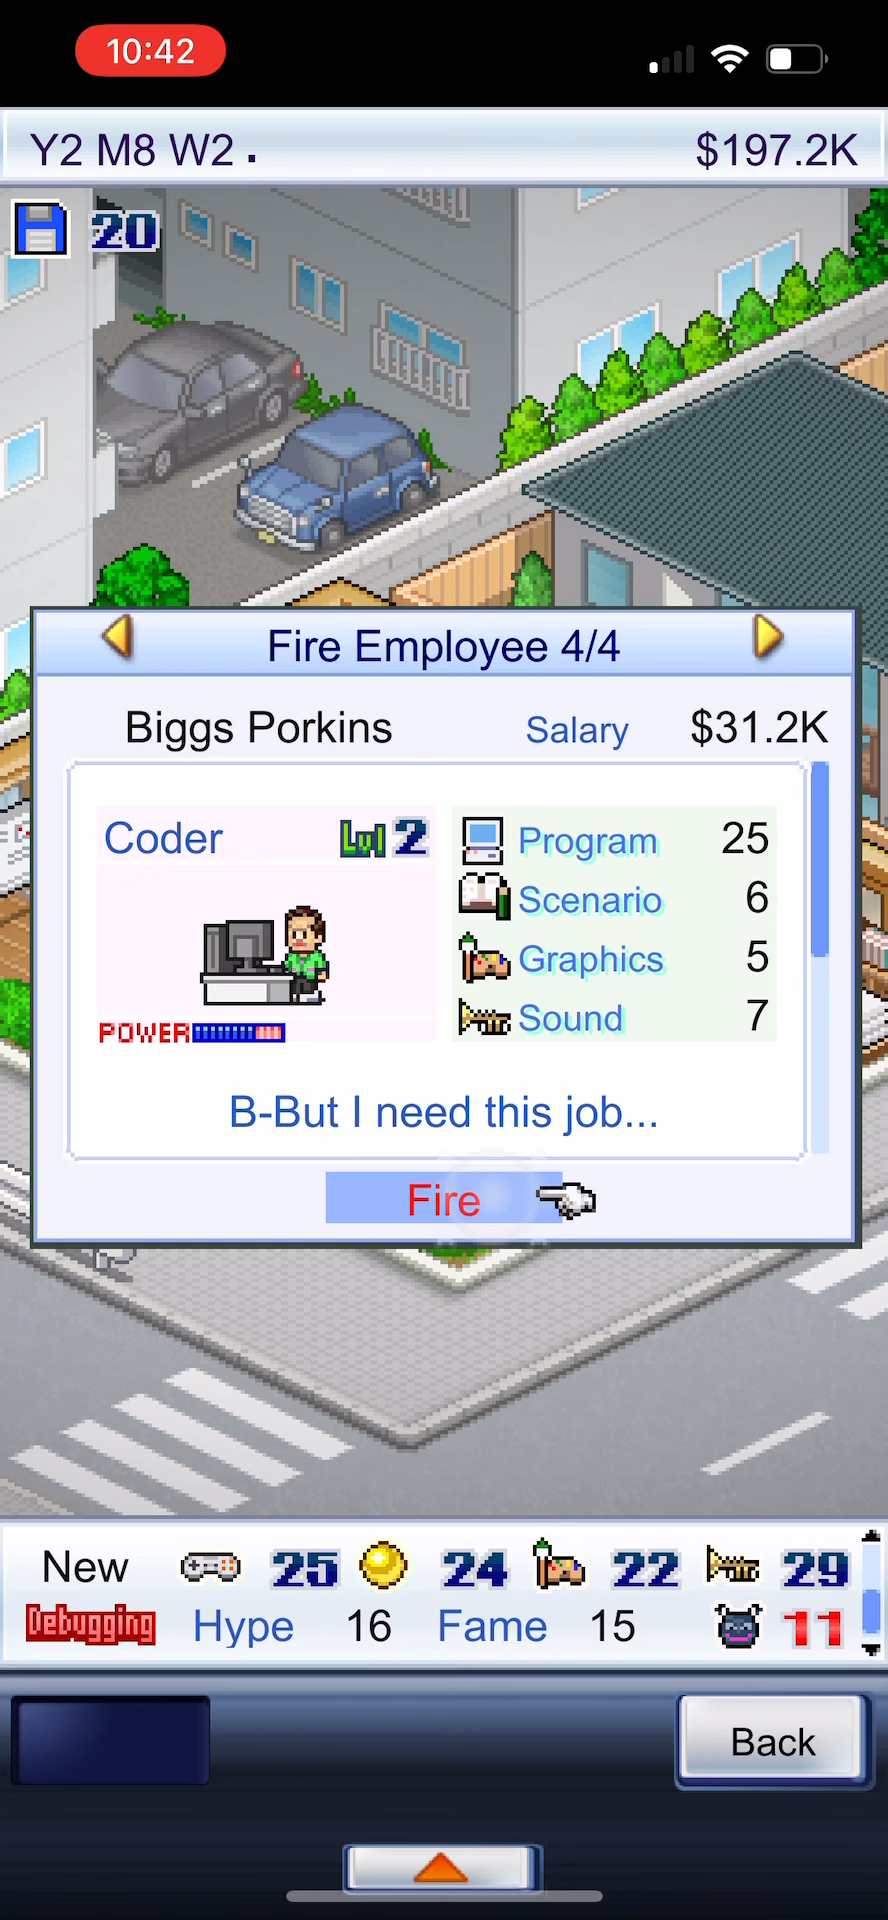 10:42
Y2 M8 W2 . $197.2K
20
Fire Employee 4/4
Biggs Porkins Salary $31.2K
Coder Lvl 2
Program 25
Scenario 6
Graphics 5
Sound 7
POWER
B-But I need this job...
Fire
New 25 24 22 29
Debugging Hype 16 Fame 15 11
Back